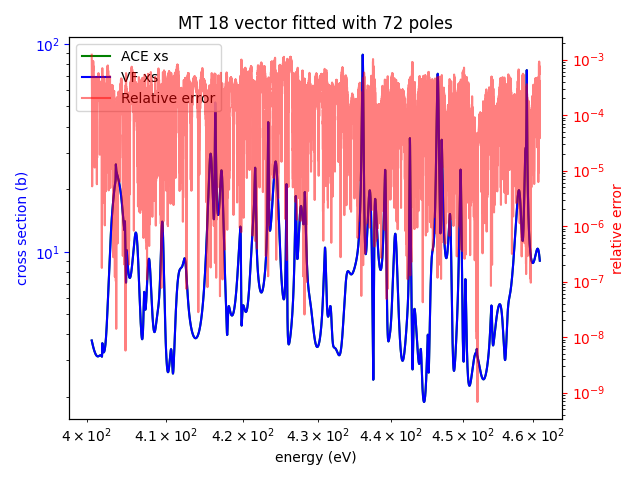 MT 18 vector fitted with 72 poles
ACE xs
VF xs
Relative error
10²
10¹
cross section (b)
10⁻³
10⁻⁴
10⁻⁵
10⁻⁶
10⁻⁷
10⁻⁸
10⁻⁹
relative error
4 × 10² 4.1 × 10² 4.2 × 10² 4.3 × 10² 4.4 × 10² 4.5 × 10² 4.6 × 10²
energy (eV)